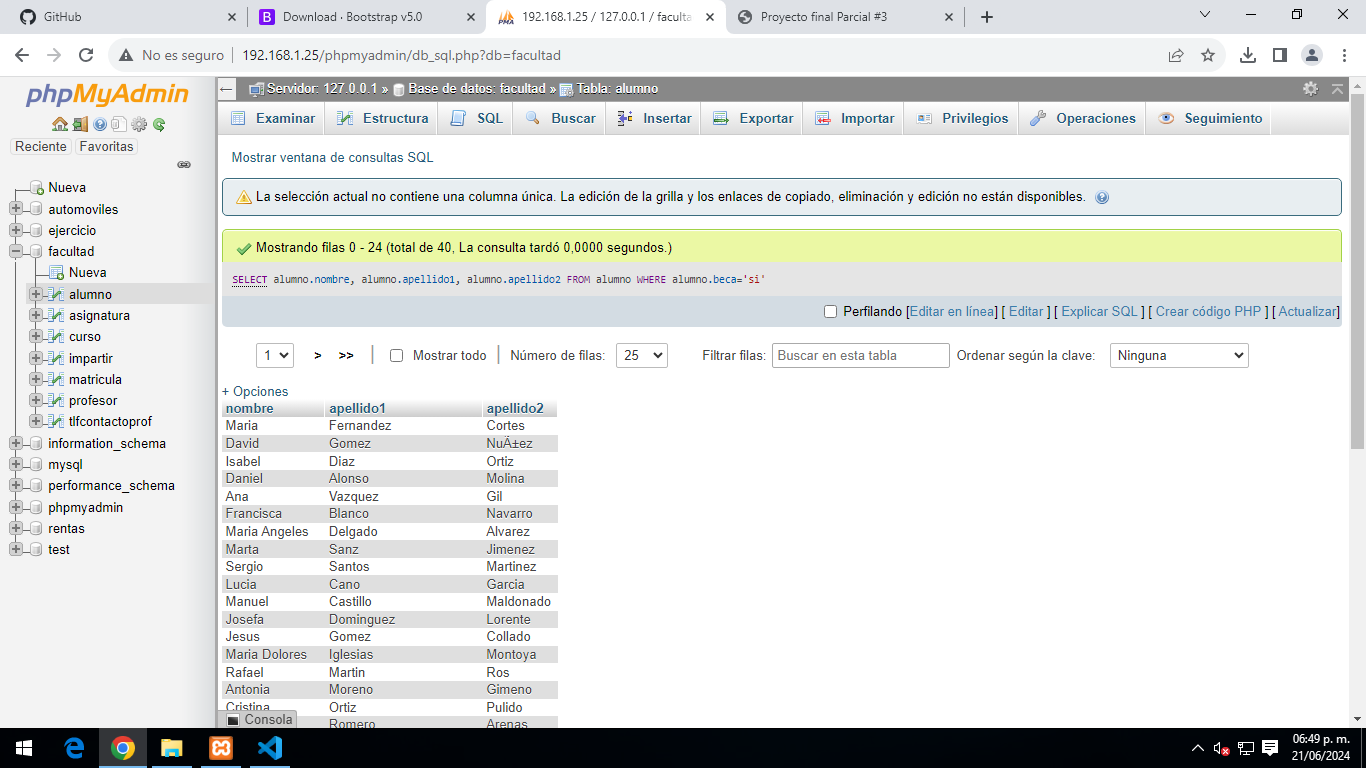 GitHub
Download · Bootstrap v5.0
192.168.1.25 / 127.0.0.1 / faculta
Proyecto final Parcial #3
No es seguro
192.168.1.25/phpmyadmin/db_sql.php?db=facultad
phpMyAdmin
Reciente Favoritas
Nueva
automoviles
ejercicio
facultad
Nueva
alumno
asignatura
curso
impartir
matricula
profesor
tlfcontactoprof
information_schema
mysql
performance_schema
phpmyadmin
rentas
test
Servidor: 127.0.0.1 » Base de datos: facultad » Tabla: alumno
Examinar Estructura SQL Buscar Insertar Exportar Importar Privilegios Operaciones Seguimiento
Mostrar ventana de consultas SQL
La selección actual no contiene una columna única. La edición de la grilla y los enlaces de copiado, eliminación y edición no están disponibles.
Mostrando filas 0 - 24 (total de 40, La consulta tardó 0,0000 segundos.)
SELECT alumno.nombre, alumno.apellido1, alumno.apellido2 FROM alumno WHERE alumno.beca='si'
Perfilando [Editar en línea] [ Editar ] [ Explicar SQL ] [ Crear código PHP ] [ Actualizar]
1 > >> | Mostrar todo | Número de filas: 25 Filtrar filas: Buscar en esta tabla Ordenar según la clave: Ninguna
+ Opciones
nombre apellido1 apellido2
Maria Fernandez Cortes
David Gomez NuÄ±ez
Isabel Diaz Ortiz
Daniel Alonso Molina
Ana Vazquez Gil
Francisca Blanco Navarro
Maria Angeles Delgado Alvarez
Marta Sanz Jimenez
Sergio Santos Martinez
Lucia Cano Garcia
Manuel Castillo Maldonado
Josefa Dominguez Lorente
Jesus Gomez Collado
Maria Dolores Iglesias Montoya
Rafael Martin Ros
Antonia Moreno Gimeno
Cristina Ortiz Pulido
Romero Arenas
Consola
06:49 p. m.
21/06/2024